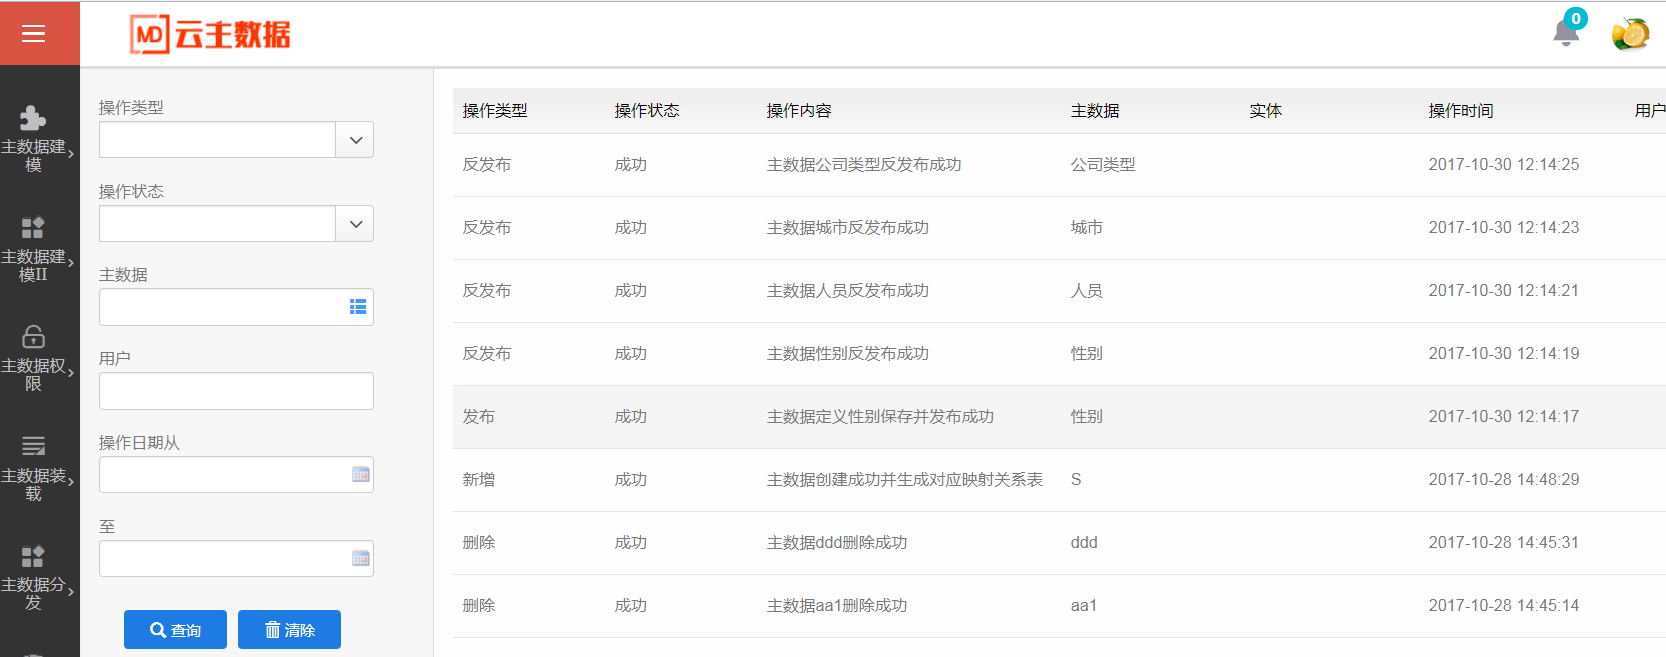 MD 云主数据
0
主数据建
模
主数据建
模II
主数据权
限
主数据装
载
主数据分
发
操作类型
操作状态
主数据
用户
操作日期从
至
查询 清除
操作类型 操作状态 操作内容 主数据 实体 操作时间 用户
反发布 成功 主数据公司类型反发布成功 公司类型 2017-10-30 12:14:25
反发布 成功 主数据城市反发布成功 城市 2017-10-30 12:14:23
反发布 成功 主数据人员反发布成功 人员 2017-10-30 12:14:21
反发布 成功 主数据性别反发布成功 性别 2017-10-30 12:14:19
发布 成功 主数据定义性别保存并发布成功 性别 2017-10-30 12:14:17
新增 成功 主数据创建成功并生成对应映射关系表 S 2017-10-28 14:48:29
删除 成功 主数据ddd删除成功 ddd 2017-10-28 14:45:31
删除 成功 主数据aa1删除成功 aa1 2017-10-28 14:45:14